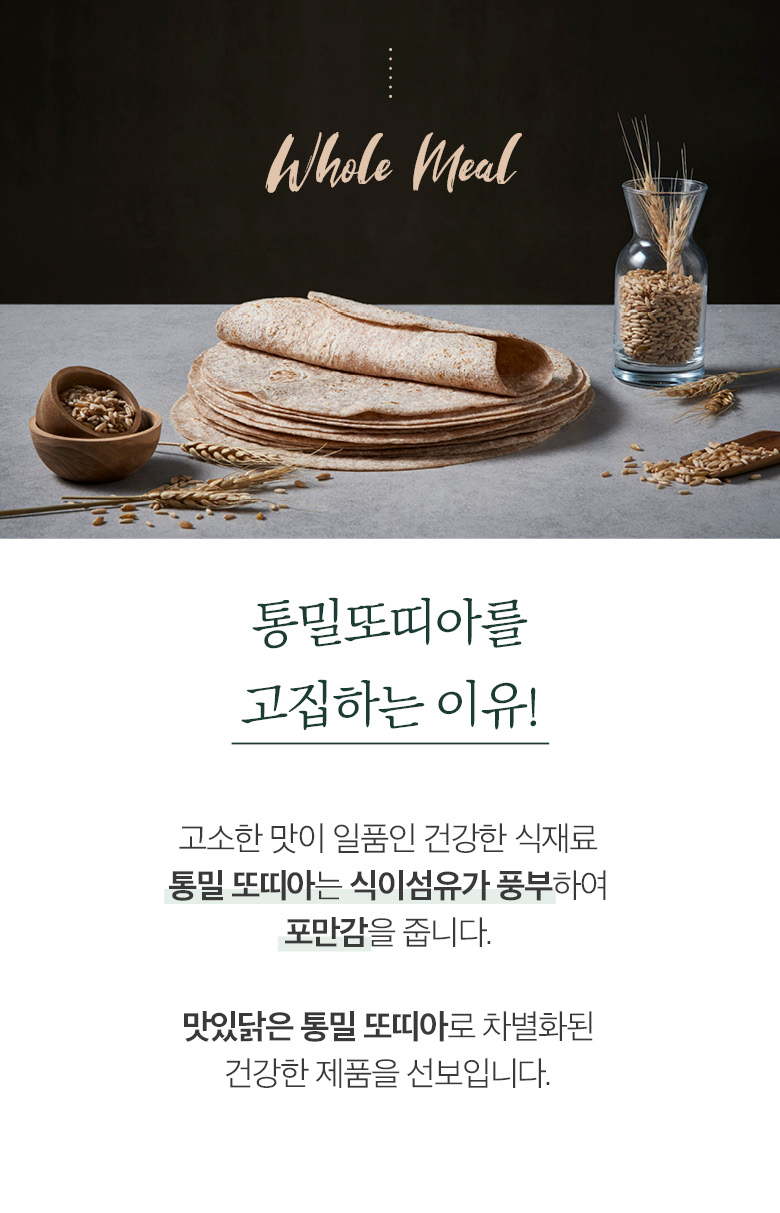 Whole Meal
통밀또띠아를
고집하는 이유!
고소한 맛이 일품인 건강한 식재료
통밀 또띠아는 식이섬유가 풍부하여
포만감을 줍니다.
맛있닭은 통밀 또띠아로 차별화된
건강한 제품을 선보입니다.